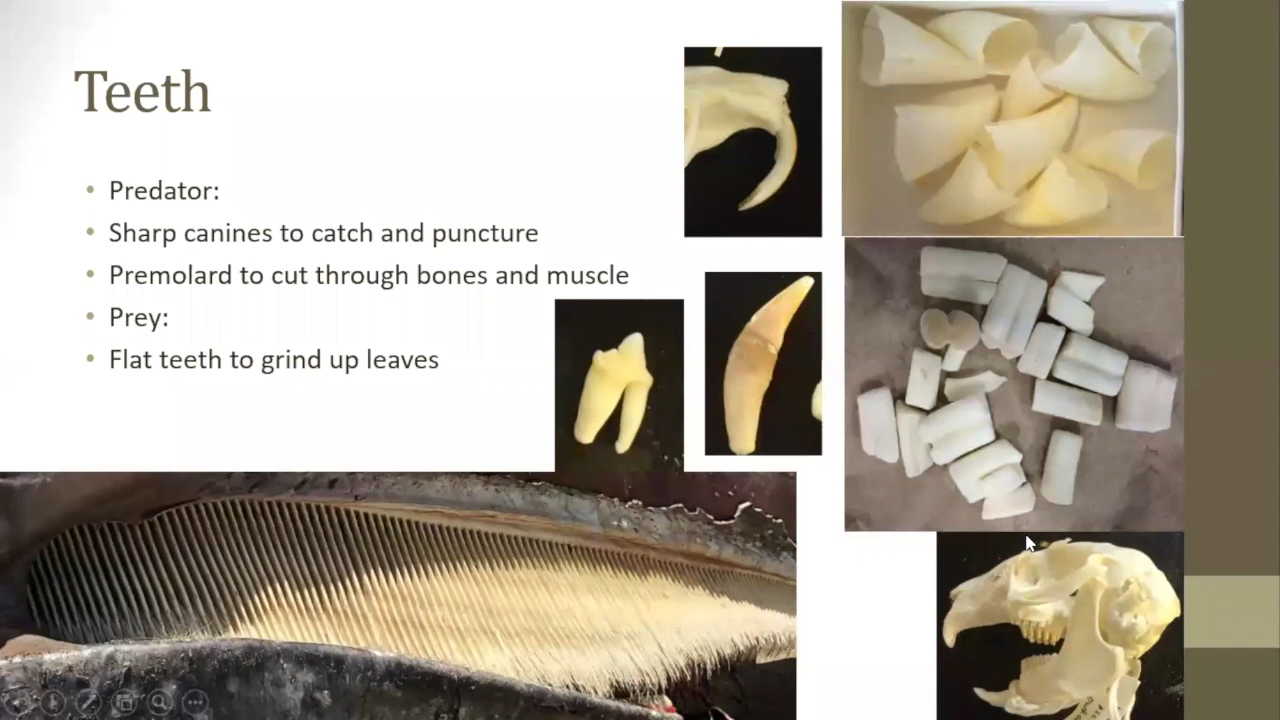 Teeth
Predator:
Sharp canines to catch and puncture
Premolard to cut through bones and muscle
Prey:
Flat teeth to grind up leaves